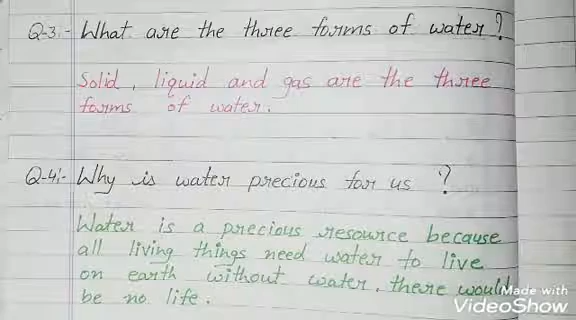 Q-3:- What are the three forms of water?
Solid, liquid and gas are the three
forms of water.
Q-4:- Why is water precious for us ?
Water is a precious resource because
all living things need water to live
on earth without water, there would
be no life.
Made with
VideoShow